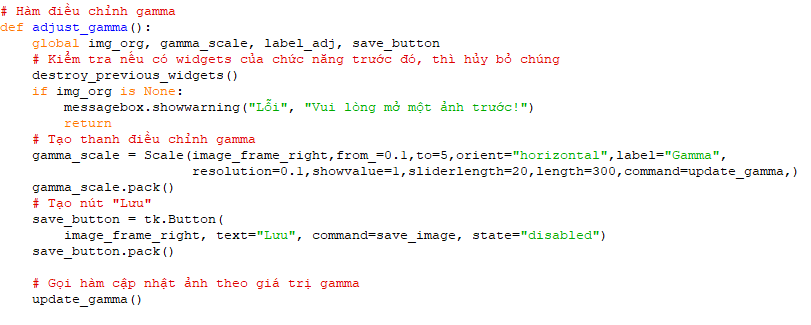 # Hàm điều chỉnh gamma
def adjust_gamma():
    global img_org, gamma_scale, label_adj, save_button
    # Kiểm tra nếu có widgets của chức năng trước đó, thì hủy bỏ chúng
    destroy_previous_widgets()
    if img_org is None:
        messagebox.showwarning("Lỗi", "Vui lòng mở một ảnh trước!")
        return
    # Tạo thanh điều chỉnh gamma
    gamma_scale = Scale(image_frame_right,from_=0.1,to=5,orient="horizontal",label="Gamma",
                        resolution=0.1,showvalue=1,sliderlength=20,length=300,command=update_gamma,)
    gamma_scale.pack()
    # Tạo nút "Lưu"
    save_button = tk.Button(
        image_frame_right, text="Lưu", command=save_image, state="disabled")
    save_button.pack()

    # Gọi hàm cập nhật ảnh theo giá trị gamma
    update_gamma()